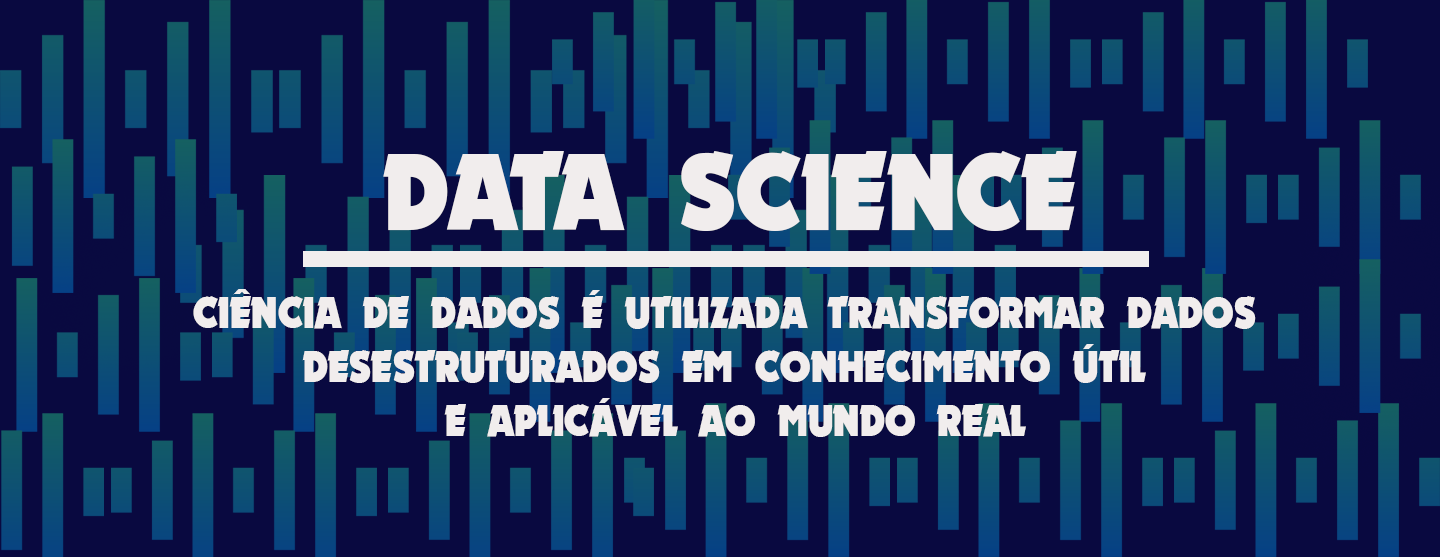 DATA SCIENCE
CIÊNCIA DE DADOS É UTILIZADA TRANSFORMAR DADOS
DESESTRUTURADOS EM CONHECIMENTO ÚTIL
E APLICÁVEL AO MUNDO REAL